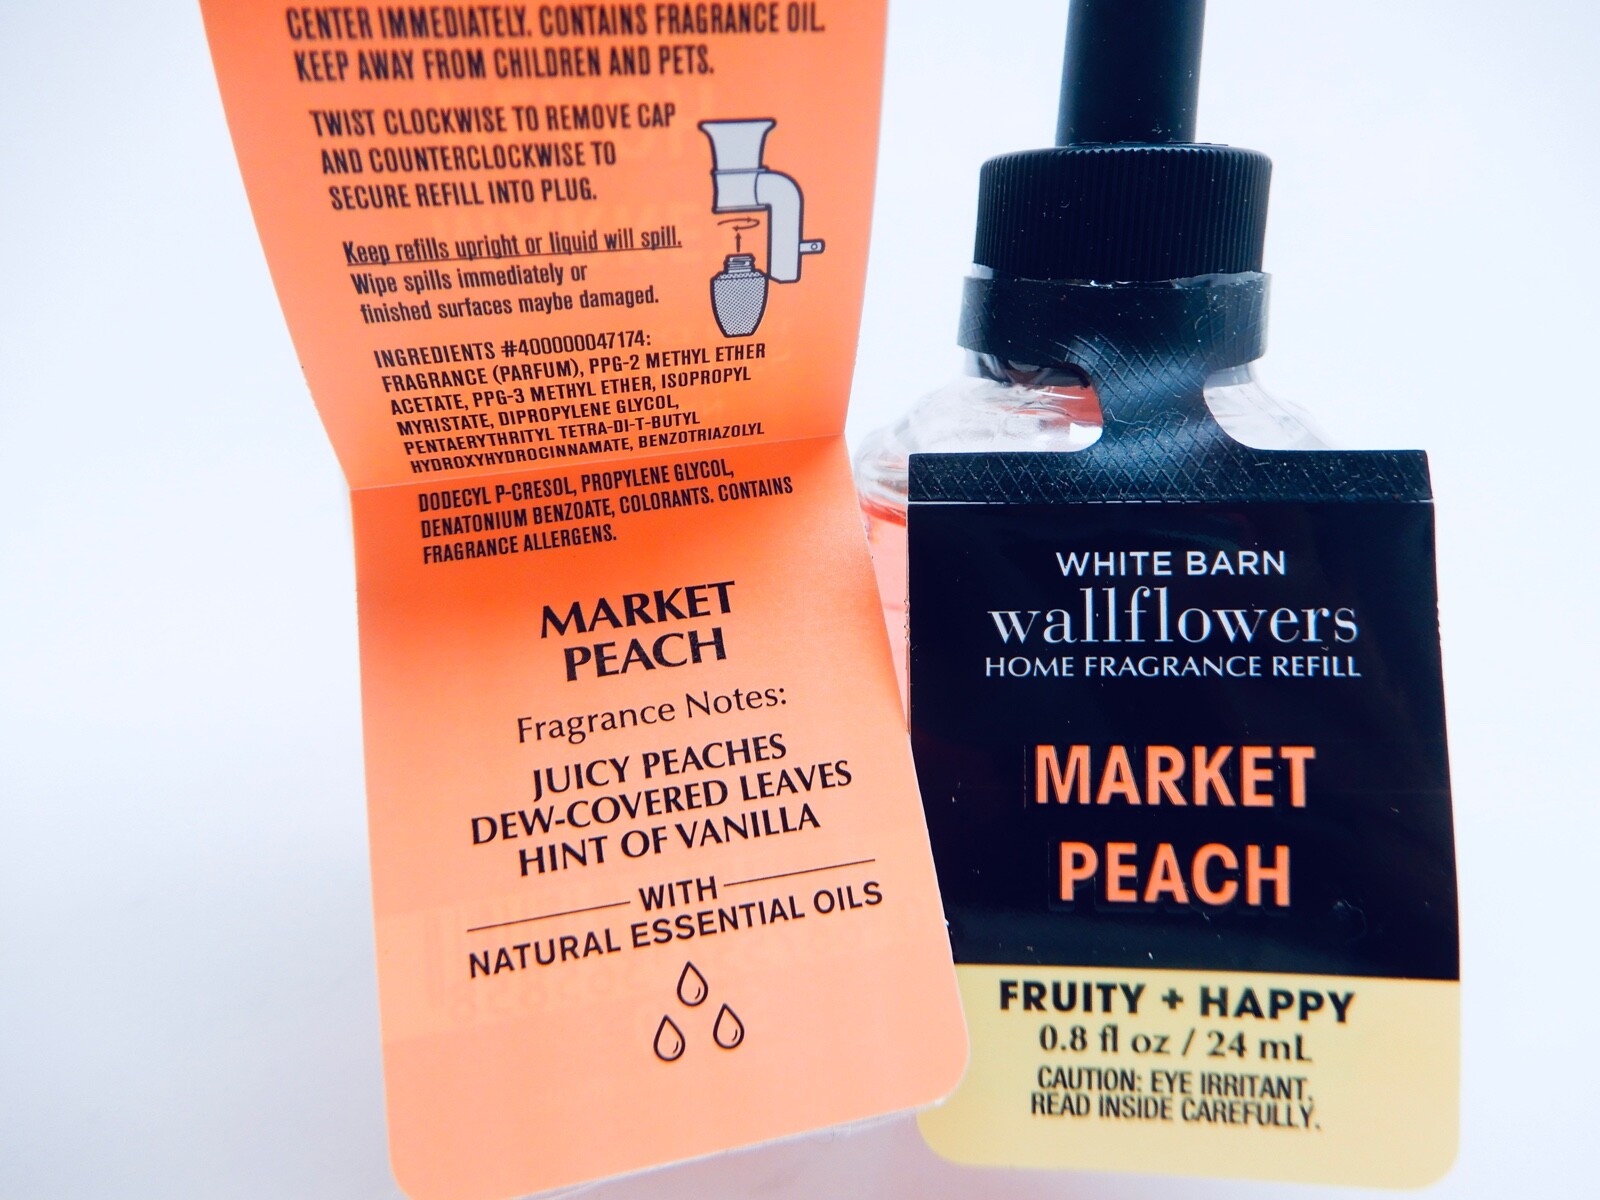 CENTER IMMEDIATELY. CONTAINS FRAGRANCE OIL.
KEEP AWAY FROM CHILDREN AND PETS.
TWIST CLOCKWISE TO REMOVE CAP
AND COUNTERCLOCKWISE TO
SECURE REFILL INTO PLUG.
Keep refills upright or liquid will spill.
Wipe spills immediately or
finished surfaces maybe damaged.
INGREDIENTS #400000047174:
FRAGRANCE (PARFUM), PPG-2 METHYL ETHER
ACETATE, PPG-3 METHYL ETHER, ISOPROPYL
MYRISTATE, DIPROPYLENE GLYCOL,
PENTAERYTHRITYL TETRA-DI-T-BUTYL
HYDROXYHYDROCINNAMATE, BENZOTRIAZOLYL
DODECYL P-CRESOL, PROPYLENE GLYCOL,
DENATONIUM BENZOATE, COLORANTS. CONTAINS
FRAGRANCE ALLERGENS.
MARKET
PEACH
Fragrance Notes:
JUICY PEACHES
DEW-COVERED LEAVES
HINT OF VANILLA
WITH
NATURAL ESSENTIAL OILS
WHITE BARN
wallflowers
HOME FRAGRANCE REFILL
MARKET
PEACH
FRUITY + HAPPY
0.8 fl oz / 24 mL
CAUTION: EYE IRRITANT.
READ INSIDE CAREFULLY.